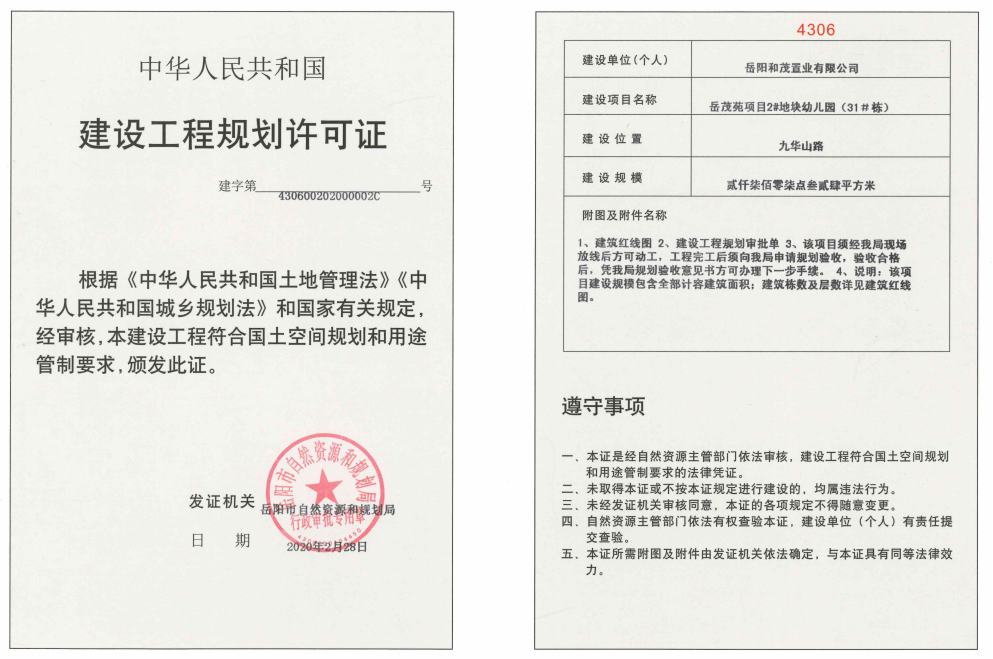 中华人民共和国
建设工程规划许可证
建字第 430600202000002C 号
根据《中华人民共和国土地管理法》《中
华人民共和国城乡规划法》和国家有关规定，
经审核，本建设工程符合国土空间规划和用途
管制要求，颁发此证。
岳阳市自然资源和规划局
行政审批专用章
发证机关 岳阳市自然资源和规划局
日 期 2020年2月28日
4306
建设单位(个人) 岳阳和茂置业有限公司
建设项目名称 岳茂苑项目2#地块幼儿园（31#栋）
建设位置 九华山路
建设规模 贰仟柒佰零柒点叁贰肆平方米
附图及附件名称
1、建筑红线图 2、建设工程规划审批单 3、该项目须经我局现场
放线后方可动工，工程完工后须向我局申请规划验收，验收合格
后，凭我局规划验收意见书方可办理下一步手续。 4、说明：该项
目建设规模包含全部计容建筑面积；建筑栋数及层数详见建筑红线
图。
遵守事项
一、本证是经自然资源主管部门依法审核，建设工程符合国土空间规划
和用途管制要求的法律凭证。
二、未取得本证或不按本证规定进行建设的，均属违法行为。
三、未经发证机关审核同意，本证的各项规定不得随意变更。
四、自然资源主管部门依法有权查验本证，建设单位（个人）有责任提
交查验。
五、本证所需附图及附件由发证机关依法确定，与本证具有同等法律效
力。